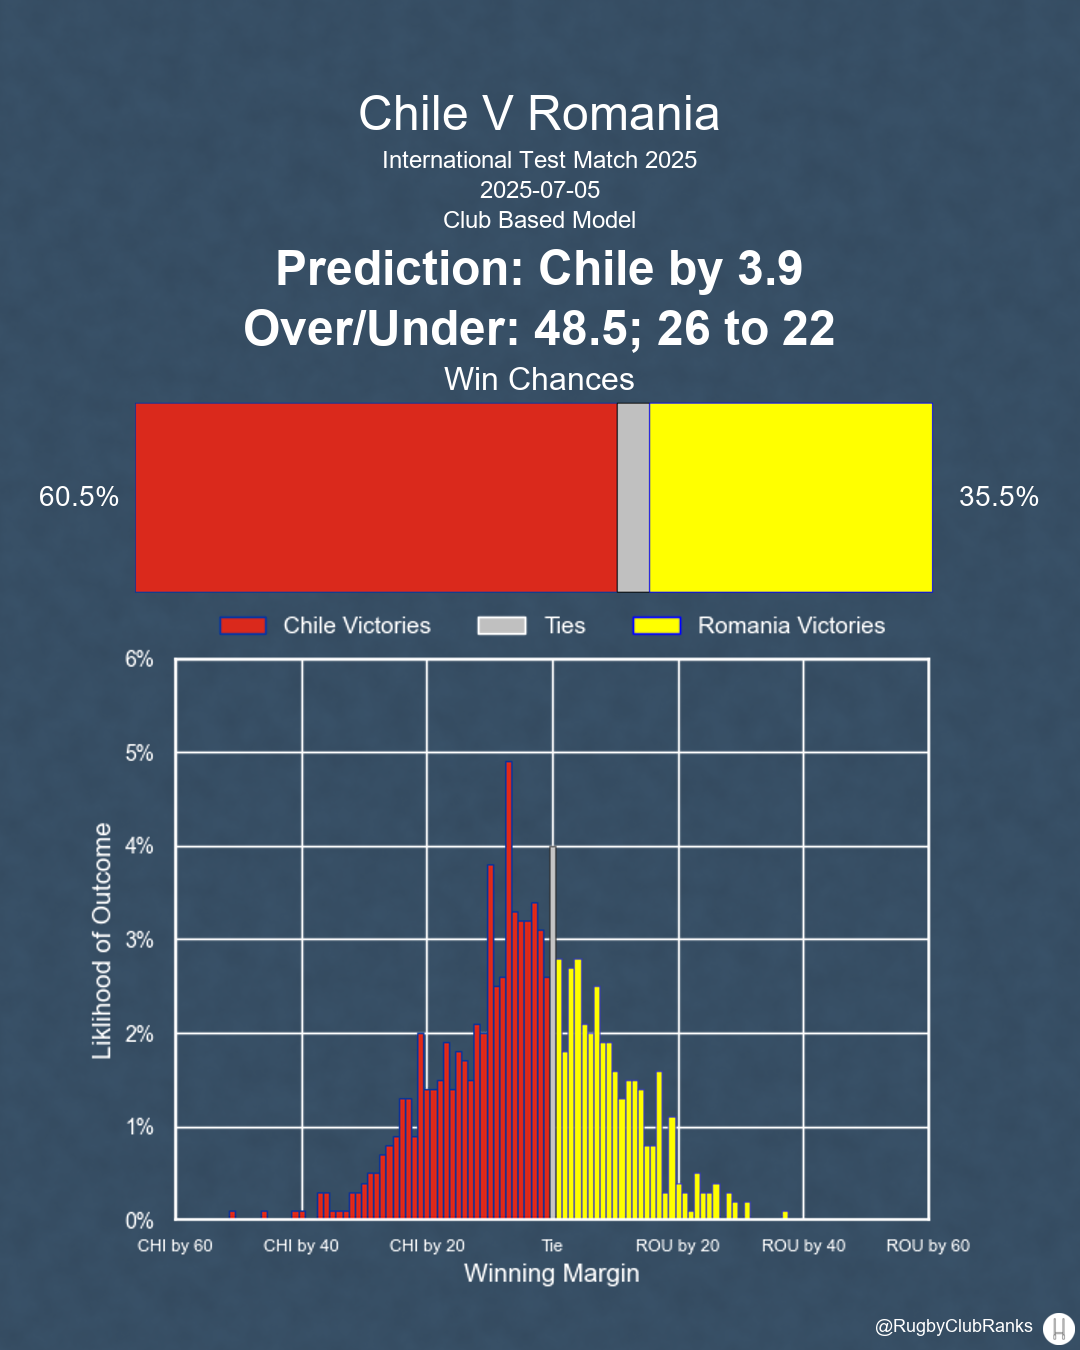 Chile V Romania
International Test Match 2025
2025-07-05
Club Based Model
Prediction: Chile by 3.9
Over/Under: 48.5; 26 to 22
Win Chances
60.5%
35.5%
Chile Victories
Ties
Romania Victories
6%
5%
4%
3%
2%
1%
0%
Liklihood of Outcome
CHI by 60
CHI by 40
CHI by 20
Tie
ROU by 20
ROU by 40
ROU by 60
Winning Margin
@RugbyClubRanks